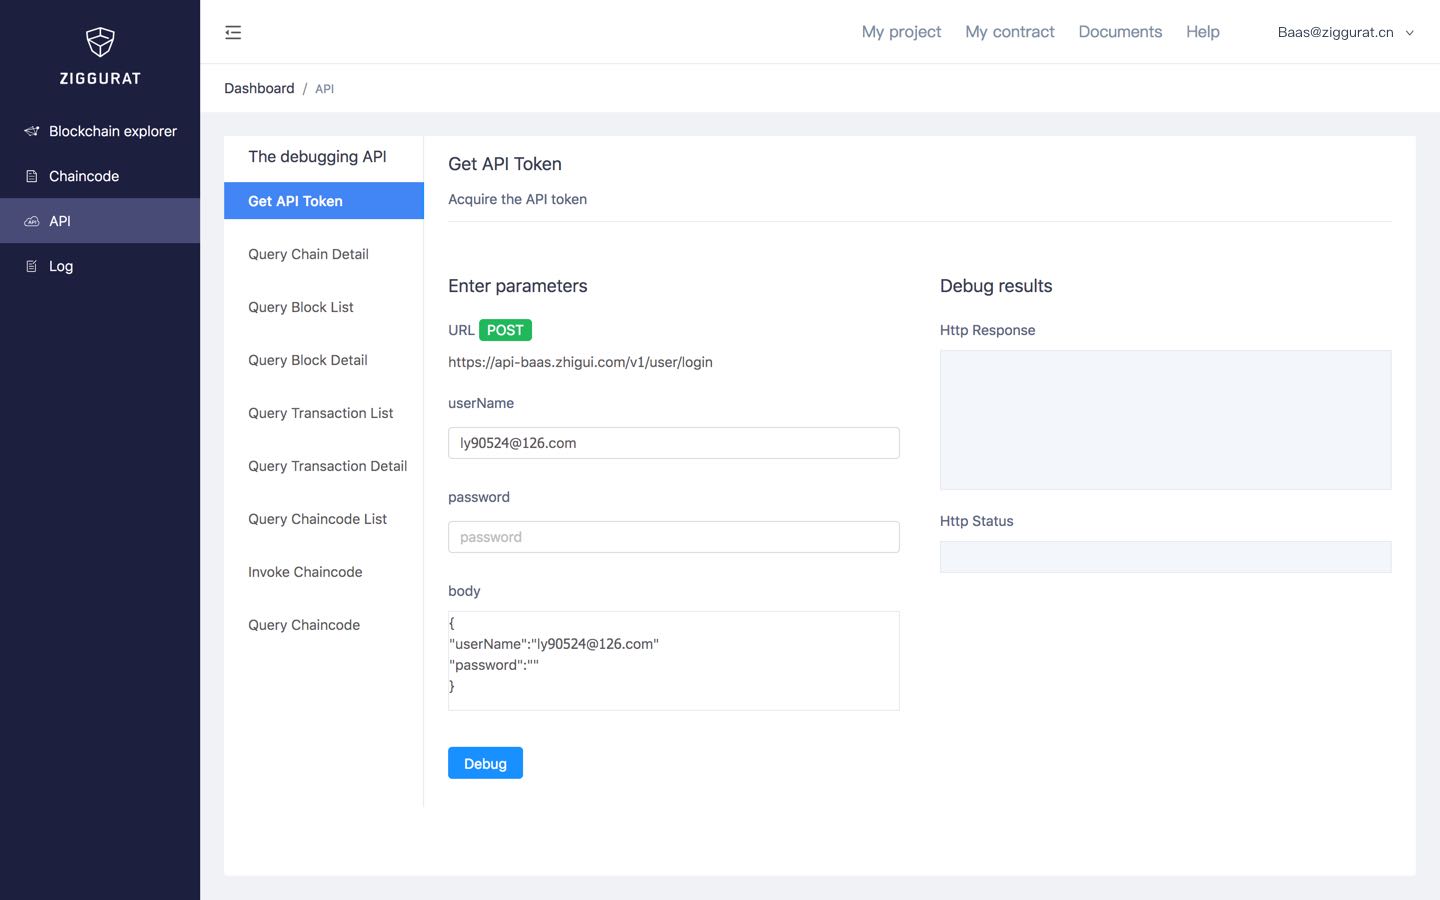 ZIGGURAT
Blockchain explorer
Chaincode
API
Log
My project
My contract
Documents
Help
Baas@ziggurat.cn
Dashboard / API
The debugging API
Get API Token
Query Chain Detail
Query Block List
Query Block Detail
Query Transaction List
Query Transaction Detail
Query Chaincode List
Invoke Chaincode
Query Chaincode
Get API Token
Acquire the API token
Enter parameters
URL POST
https://api-baas.zhigui.com/v1/user/login
userName
ly90524@126.com
password
password
body
{
"userName":"ly90524@126.com"
"password":""
}
Debug
Debug results
Http Response
Http Status